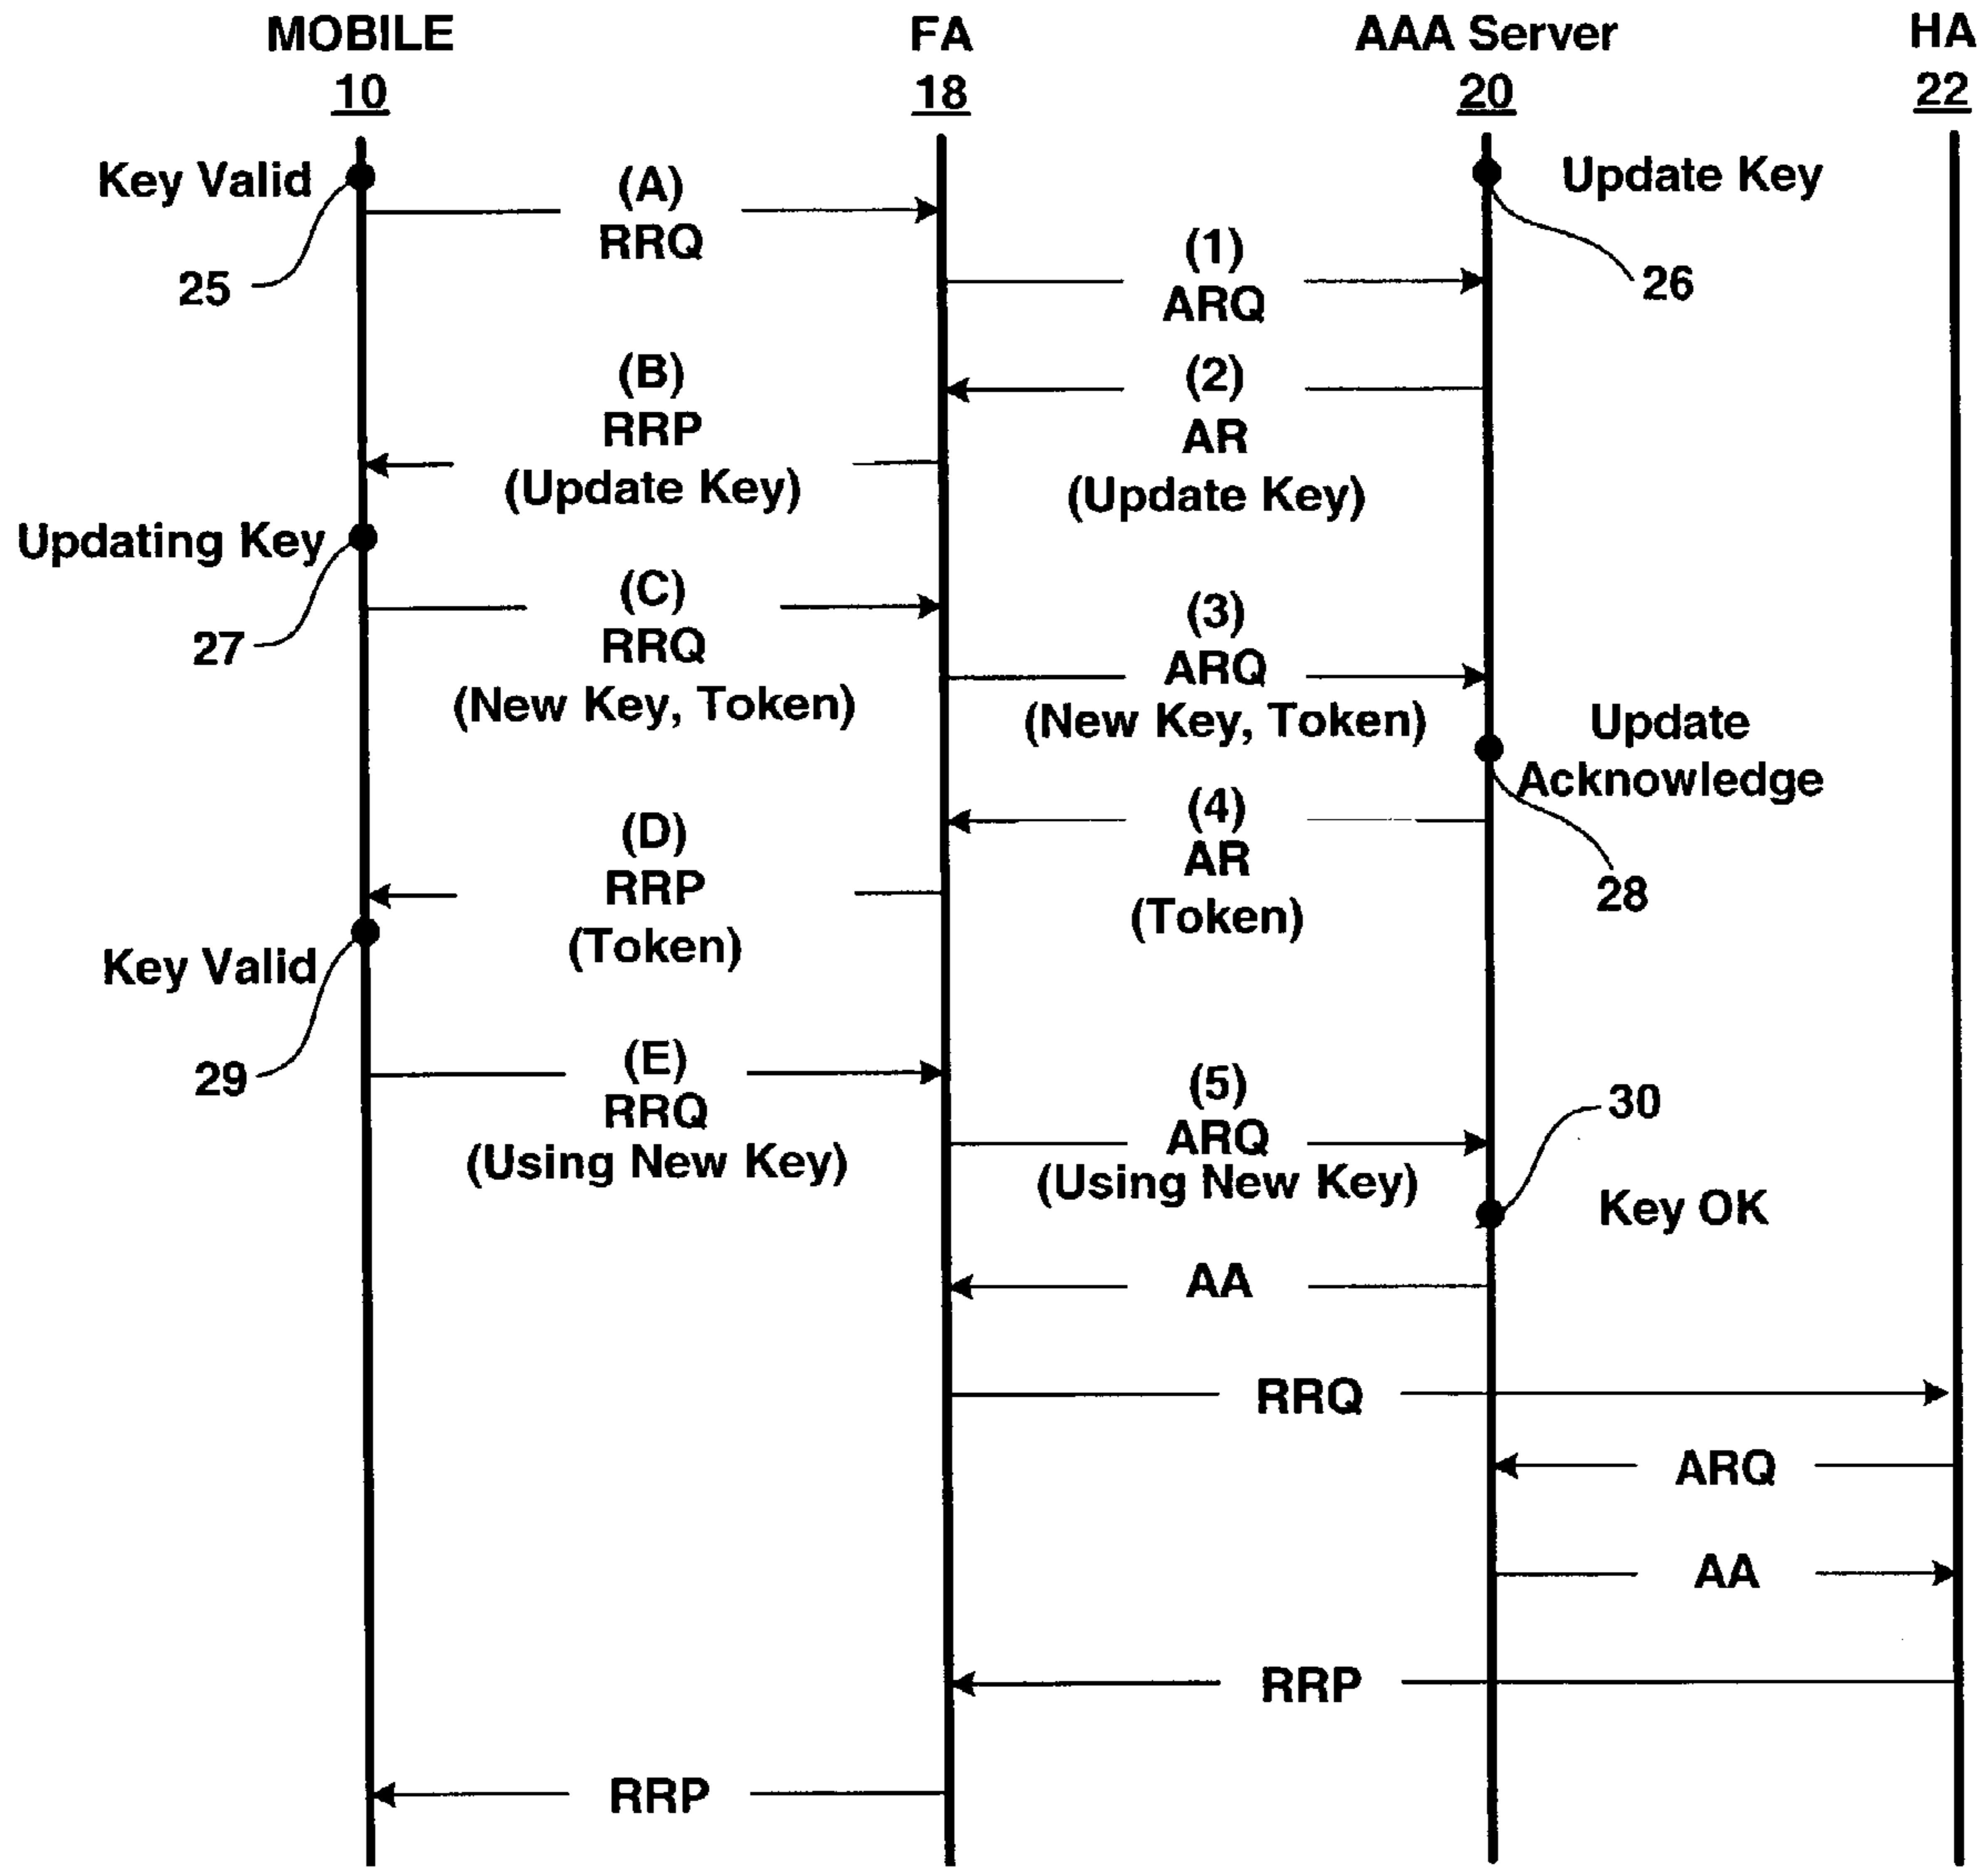 MOBILE
10
FA
18
AAA Server
20
HA
22
Key Valid
25
(A)
RRQ
Update Key
26
(1)
ARQ
(B)
RRP
(Update Key)
(2)
AR
(Update Key)
Updating Key
27
(C)
RRQ
(New Key, Token)
(3)
ARQ
(New Key, Token)
Update
Acknowledge
28
(D)
RRP
(Token)
(4)
AR
(Token)
Key Valid
29
(E)
RRQ
(Using New Key)
(5)
ARQ
(Using New Key)
30
Key OK
AA
RRQ
ARQ
AA
RRP
RRP